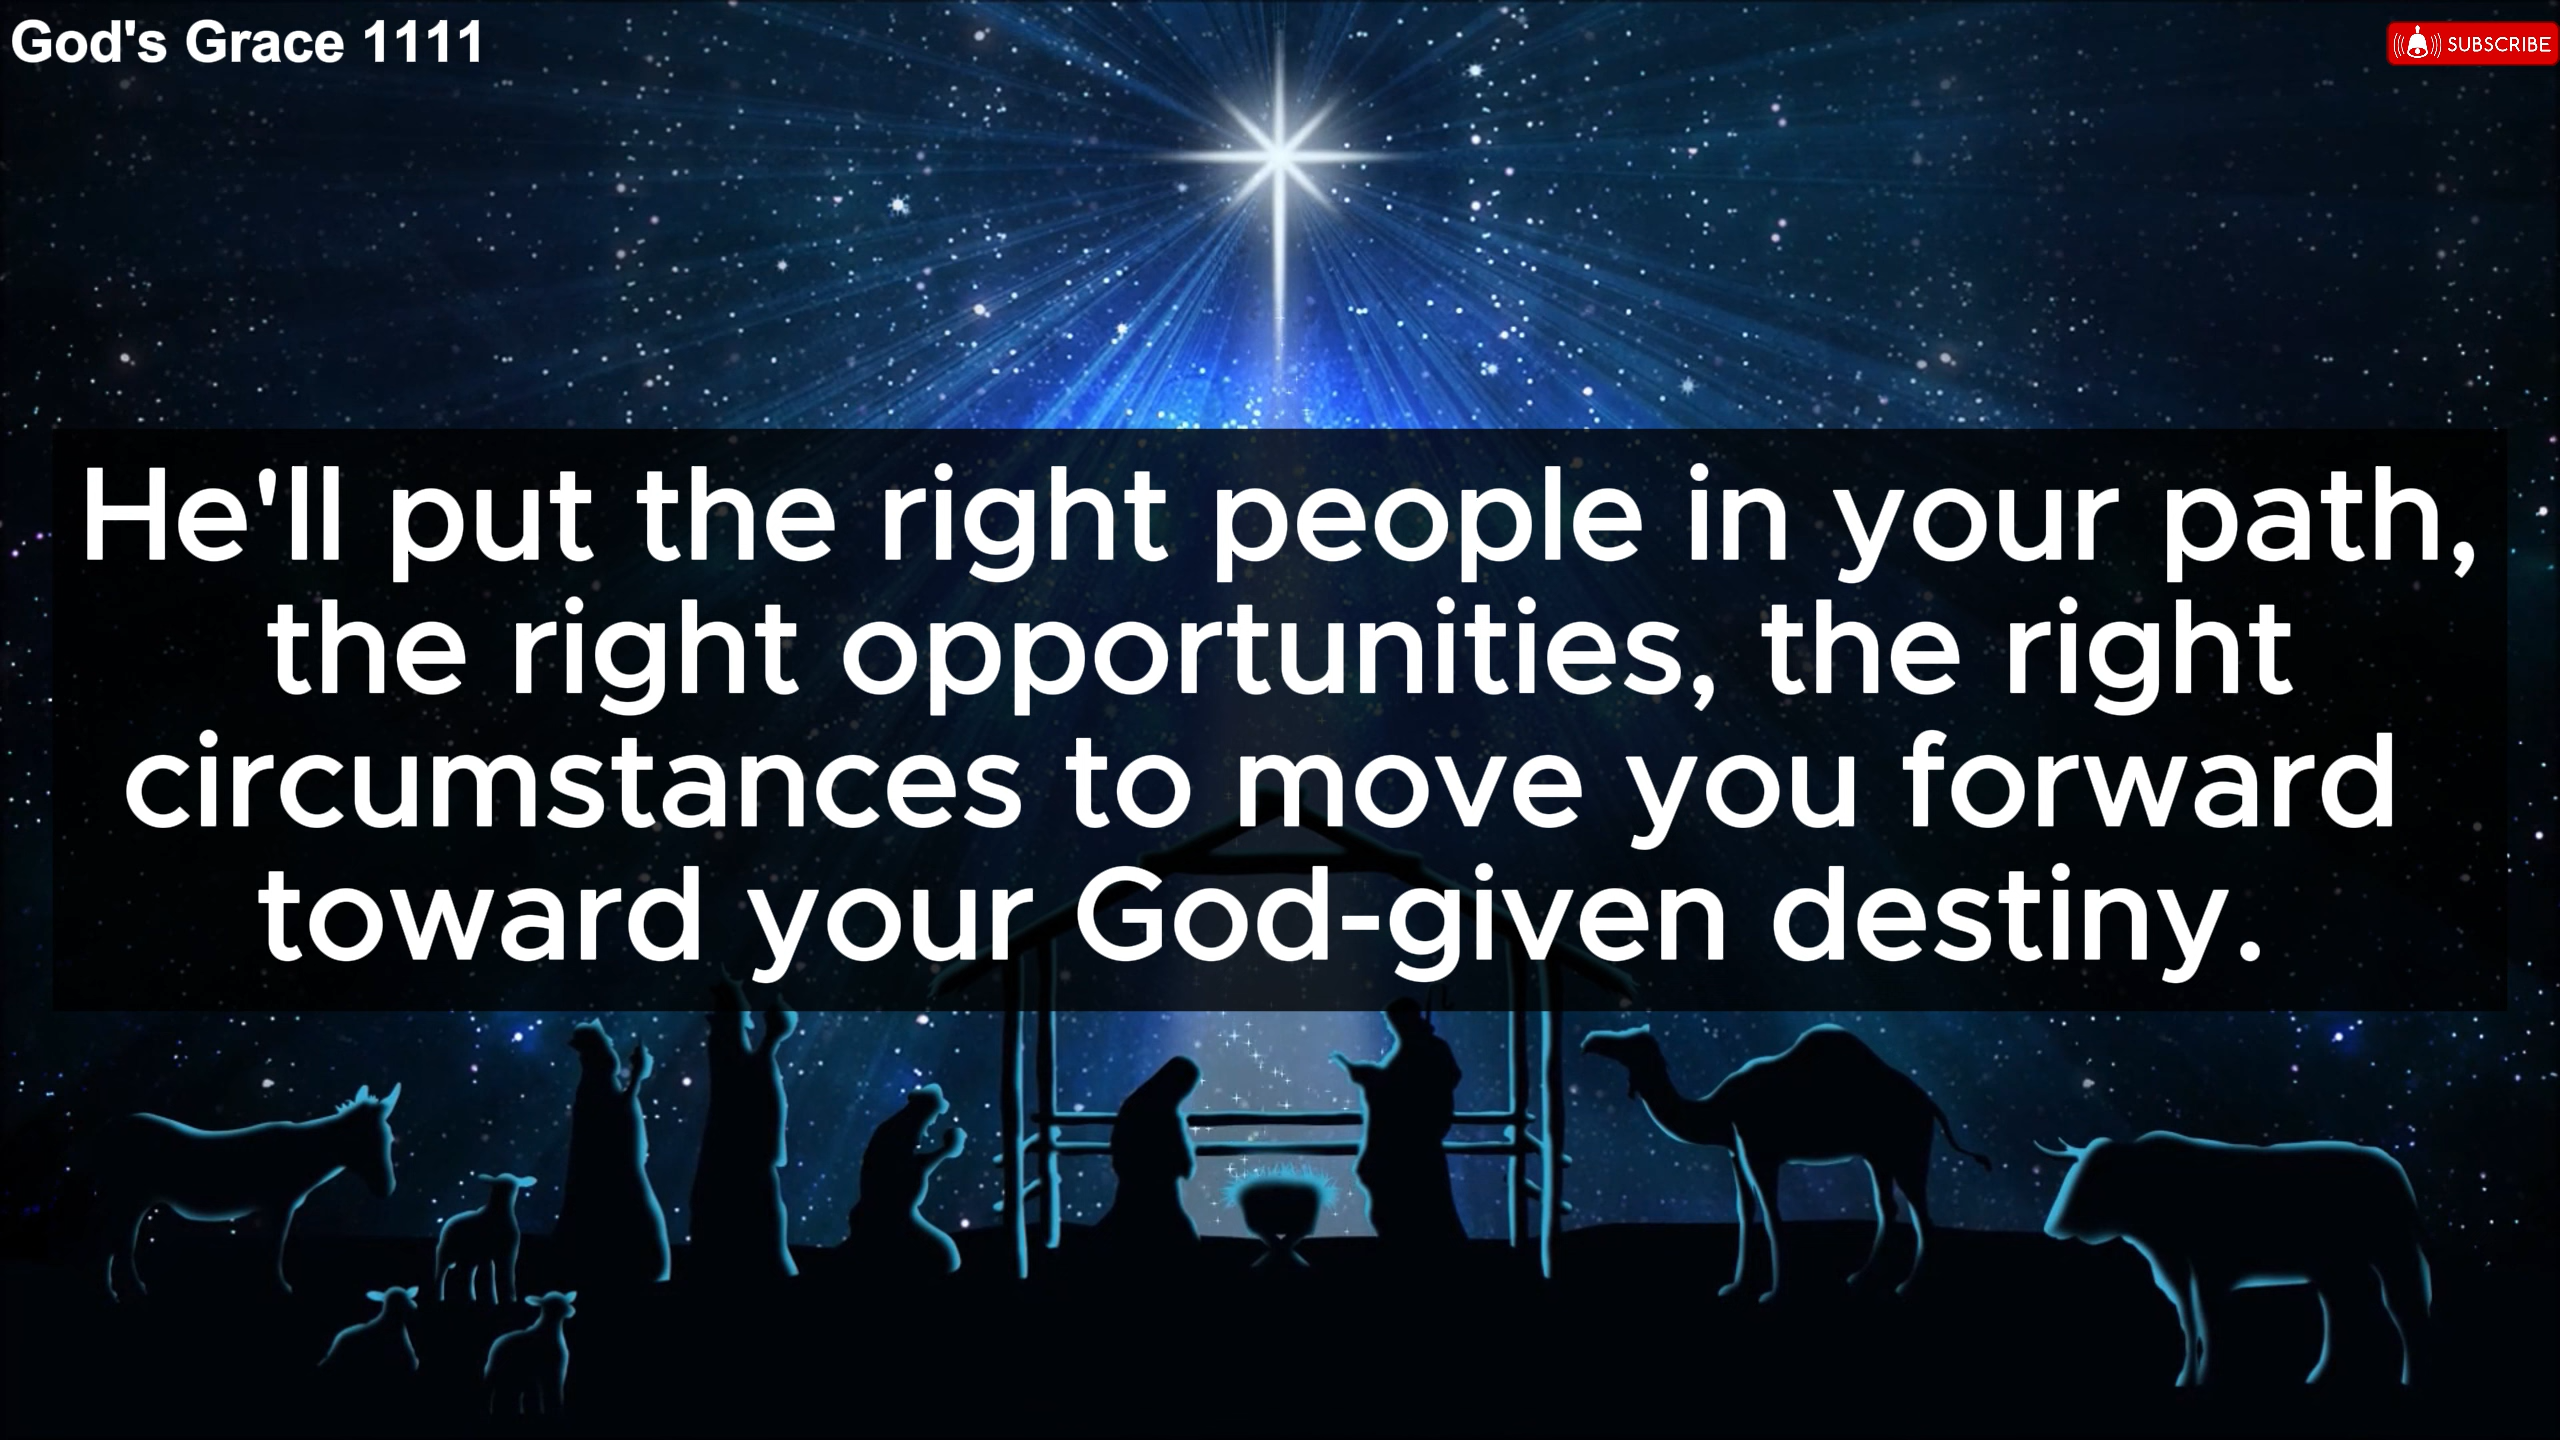 God's Grace 1111
SUBSCRIBE
He'll put the right people in your path,
the right opportunities, the right
circumstances to move you forward
toward your God-given destiny.